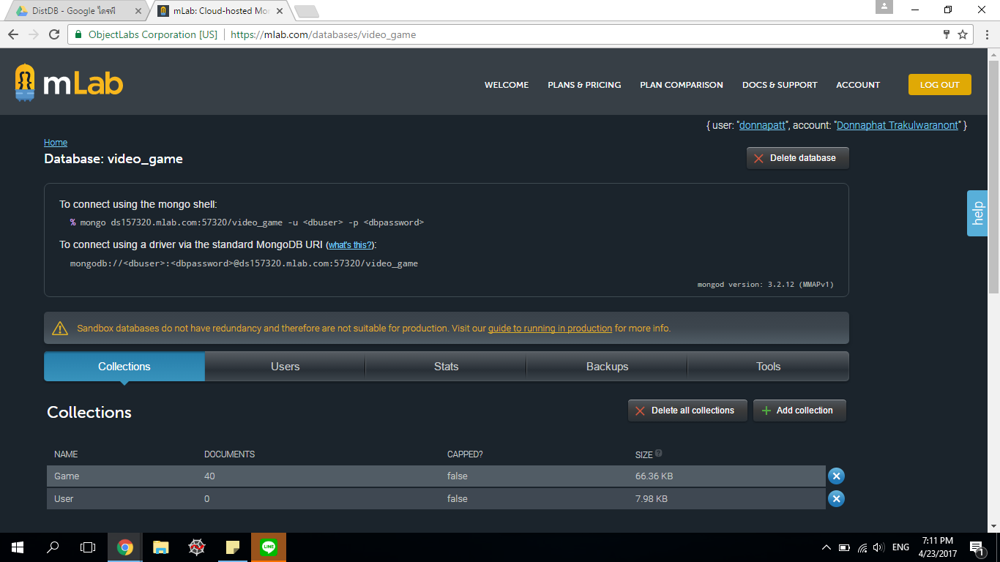 DistDB - Google ไดรฟ์
mLab: Cloud-hosted Mo
ObjectLabs Corporation [US]
https://mlab.com/databases/video_game
mLab
WELCOME
PLANS & PRICING
PLAN COMPARISON
DOCS & SUPPORT
ACCOUNT
LOG OUT
{ user: "donnapatt", account: "Donnaphat Trakulwaranont" }
Home
Database: video_game
Delete database
To connect using the mongo shell:
% mongo ds157320.mlab.com:57320/video_game -u <dbuser> -p <dbpassword>
To connect using a driver via the standard MongoDB URI (what's this?):
mongodb://<dbuser>:<dbpassword>@ds157320.mlab.com:57320/video_game
mongod version: 3.2.12 (MMAPv1)
help
Sandbox databases do not have redundancy and therefore are not suitable for production. Visit our guide to running in production for more info.
Collections
Users
Stats
Backups
Tools
Collections
Delete all collections
Add collection
NAME DOCUMENTS CAPPED? SIZE ?
Game 40 false 66.36 KB
User 0 false 7.98 KB
LINE
ENG
7:11 PM
4/23/2017
1